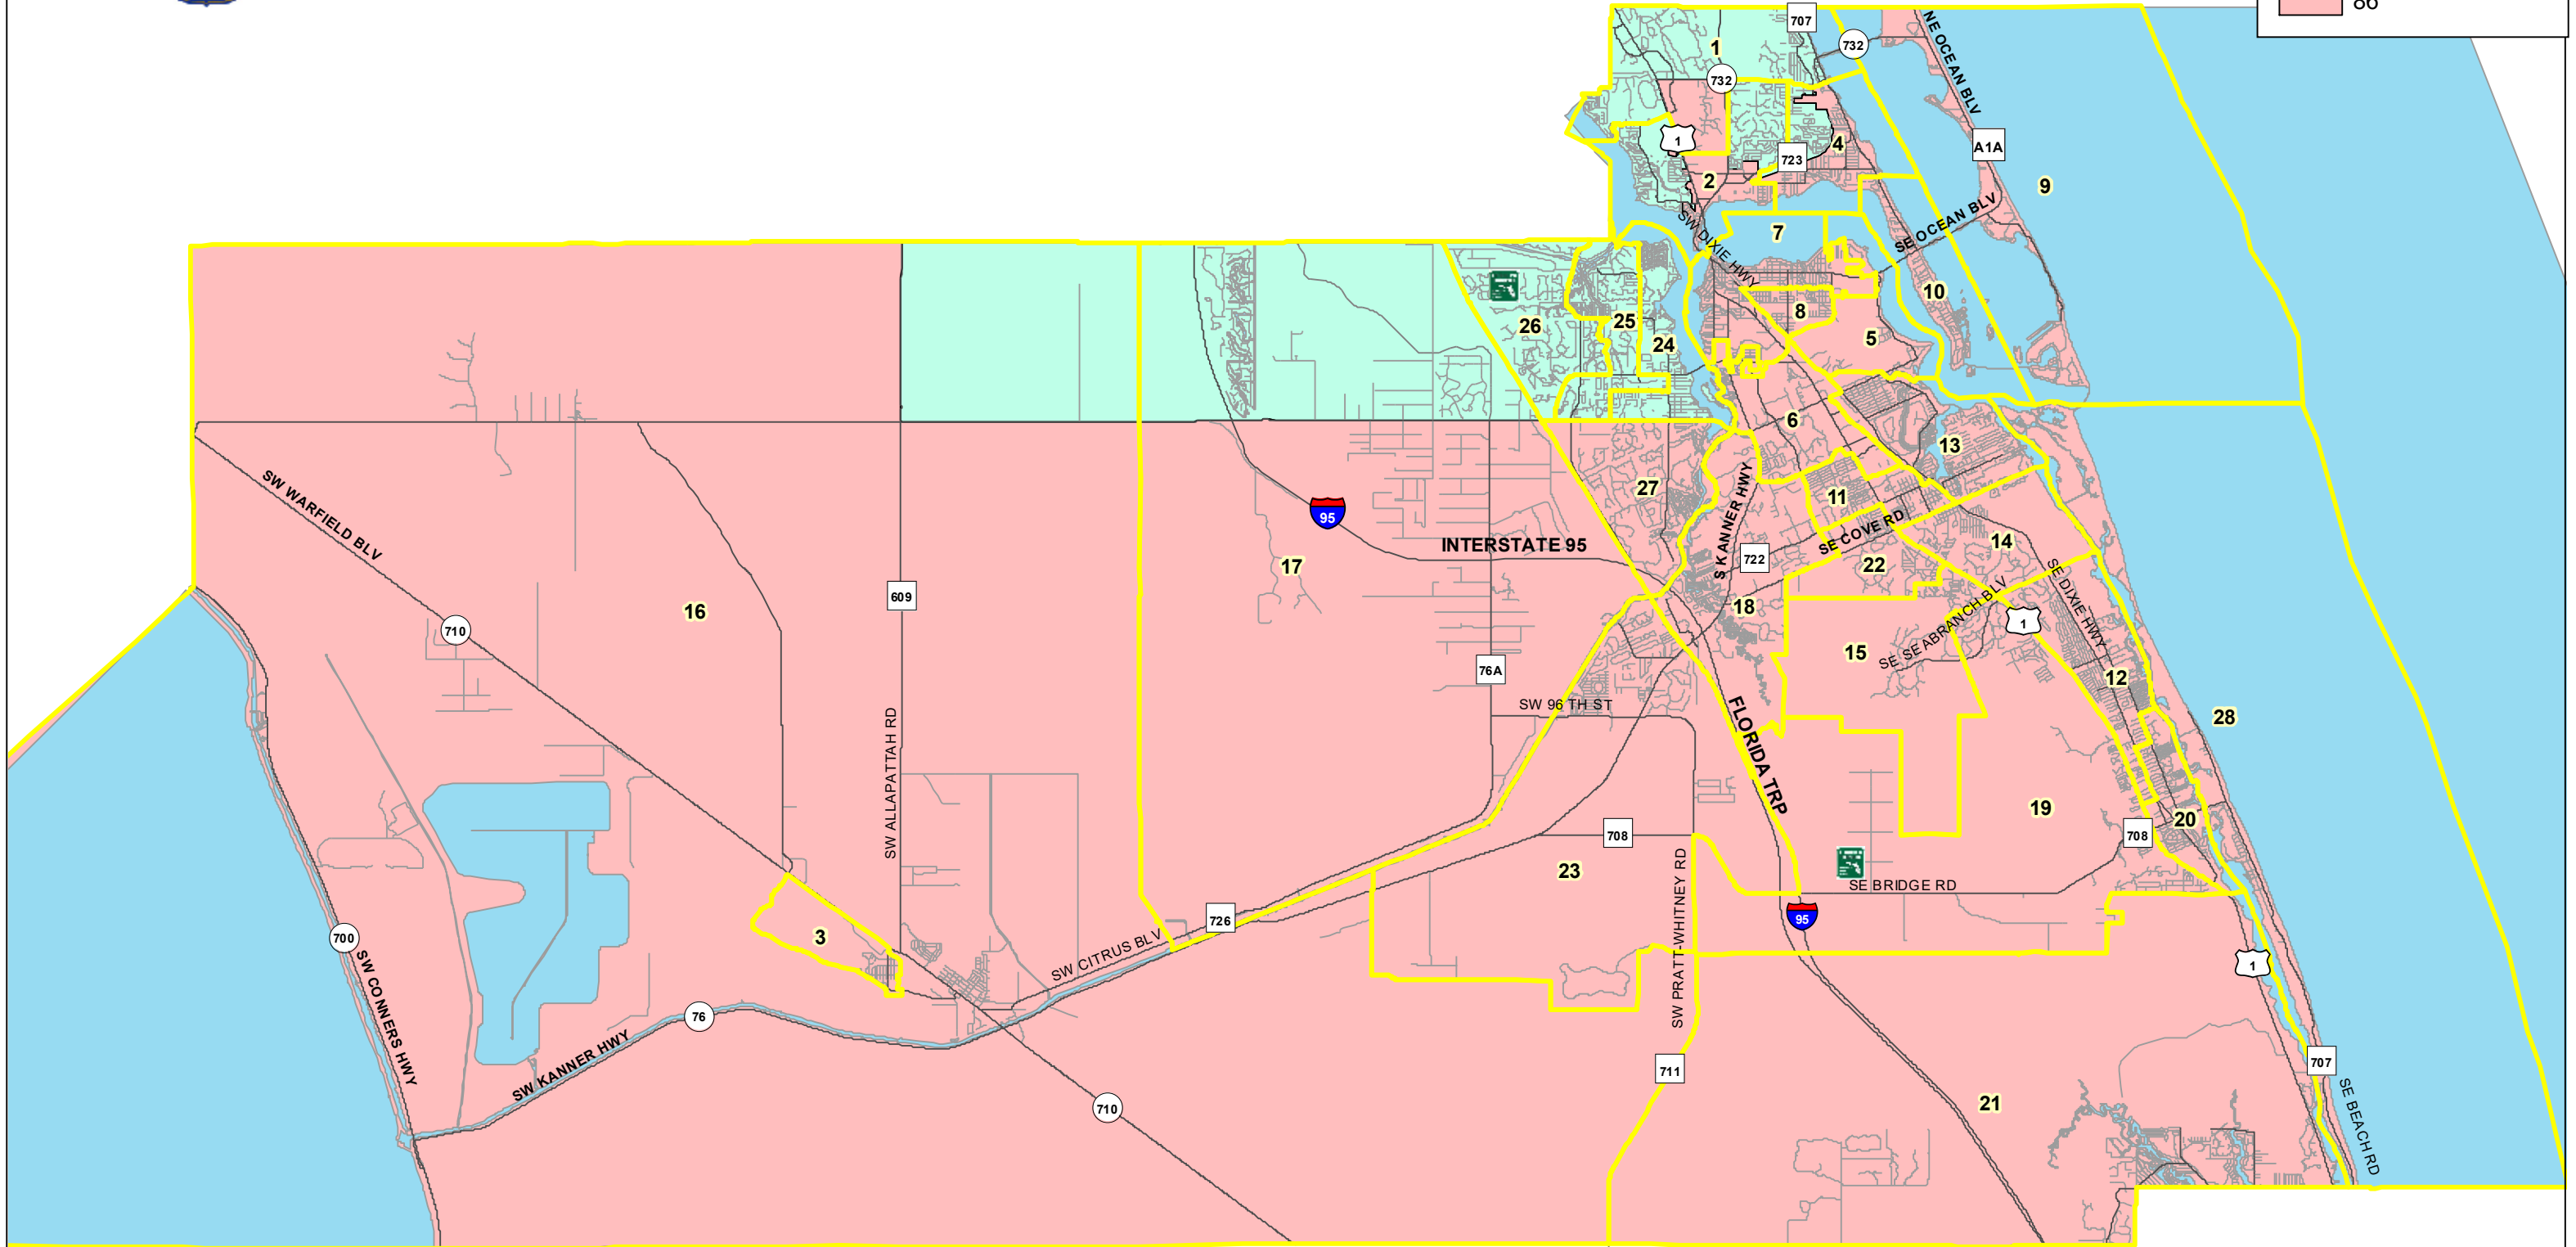 86
707
NE OCEAN BLV
1
732
732
1
A1A
4
723
2
9
SW DIXIE HWY
7
SE OCEAN BLV
10
8
26
25
24
5
6
13
27
11
SW WARFIELD BLV
95
S KANNER HWY
SE COVE RD
INTERSTATE 95
722
14
17
22
SE DIXIE HWY
609
16
18
SE SEABRANCH BLV
1
710
15
76A
12
SW 96 TH ST
FLORIDA TRP
28
SW ALLAPATTAH RD
19
20
708
708
23
SW PRATT-WHITNEY RD
SE BRIDGE RD
726
95
3
700
SW CITRUS BLV
SW CONNERS HWY
1
76
SW KANNER HWY
711
707
710
21
SE BEACH RD